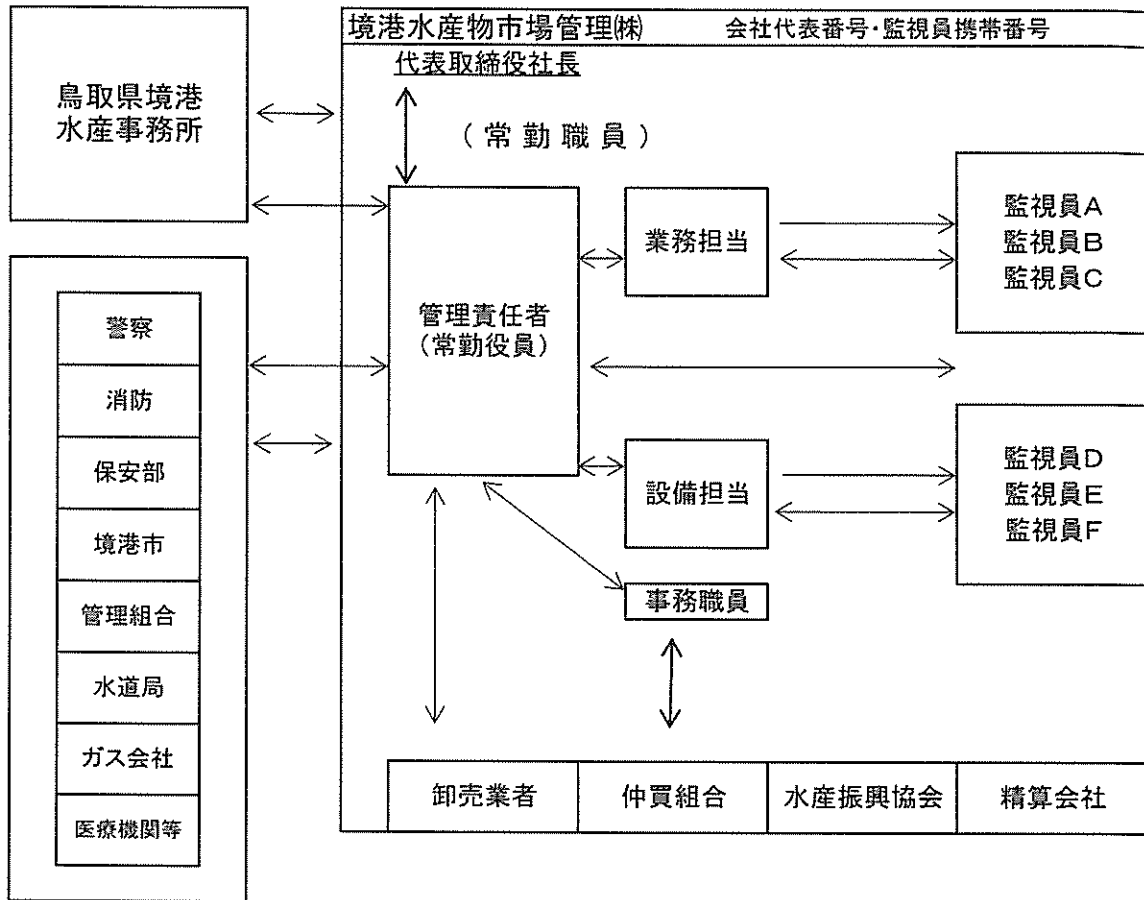 境港水産物市場管理㈱　会社代表番号・監視員携帯番号
代表取締役社長
鳥取県境港
水産事務所
（常勤職員）
管理責任者
（常勤役員）
業務担当
監視員A
監視員B
監視員C
設備担当
監視員D
監視員E
監視員F
事務職員
警察
消防
保安部
境港市
管理組合
水道局
ガス会社
医療機関等
卸売業者
仲買組合
水産振興協会
精算会社